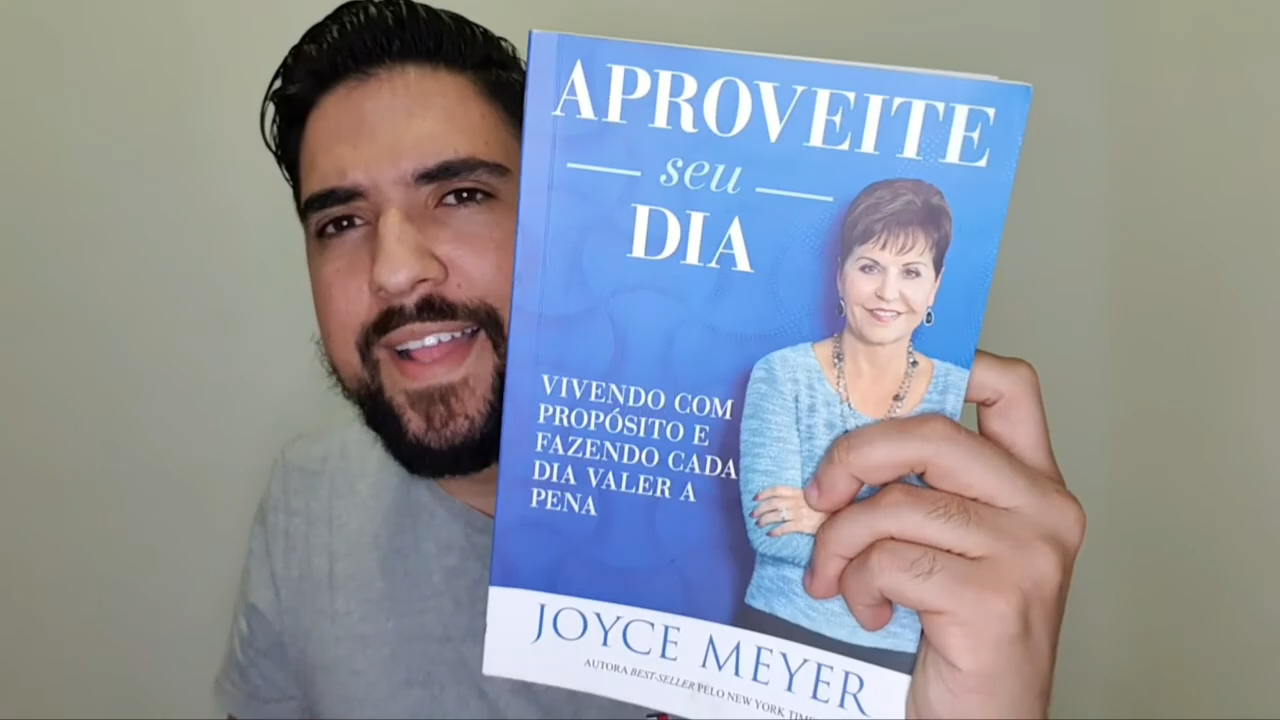 APROVEITE
seu
DIA
VIVENDO COM
PROPÓSITO E
FAZENDO CADA
DIA VALER A
PENA
JOYCE MEYER
AUTORA BEST-SELLER PELO NEW YORK